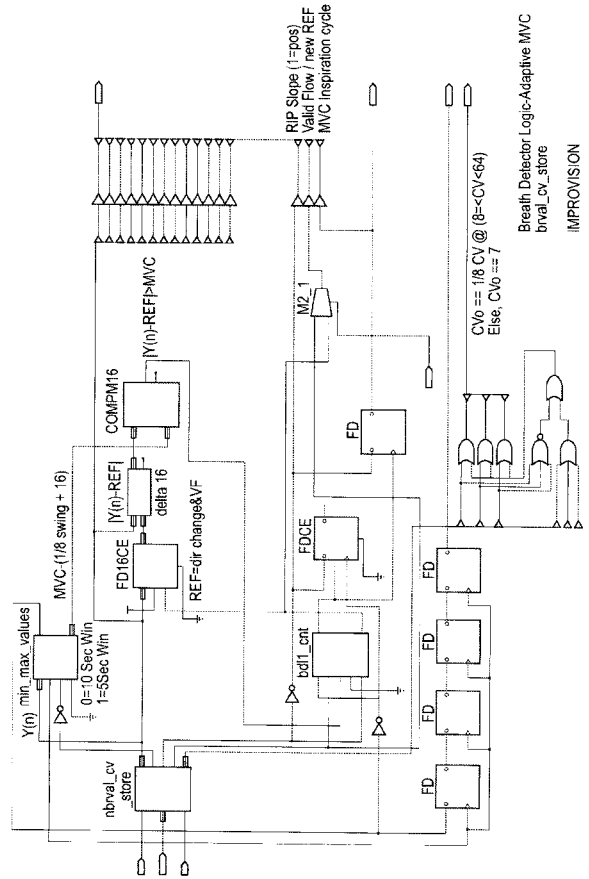 Y(n) min_max_values
0=10 Sec Win
1=5Sec Win
MVC-(1/8 swing + 16)
nbrval_cv
_store
FD16CE
REF=dir change&VF
|Y(n)-REF|
delta 16
COMPM16
|Y(n)-REF|>MVC
bdl1_cnt
FDCE
FD
M2_1
RIP Slope (1=pos)
Valid Flow / new REF
MVC Inspiration cycle
FD
FD
FD
FD
CVo == 1/8 CV @ (8=<CV<64)
Else, CVo == 7
Breath Detector Logic-Adaptive MVC
brval_cv_store
IMPROVISION